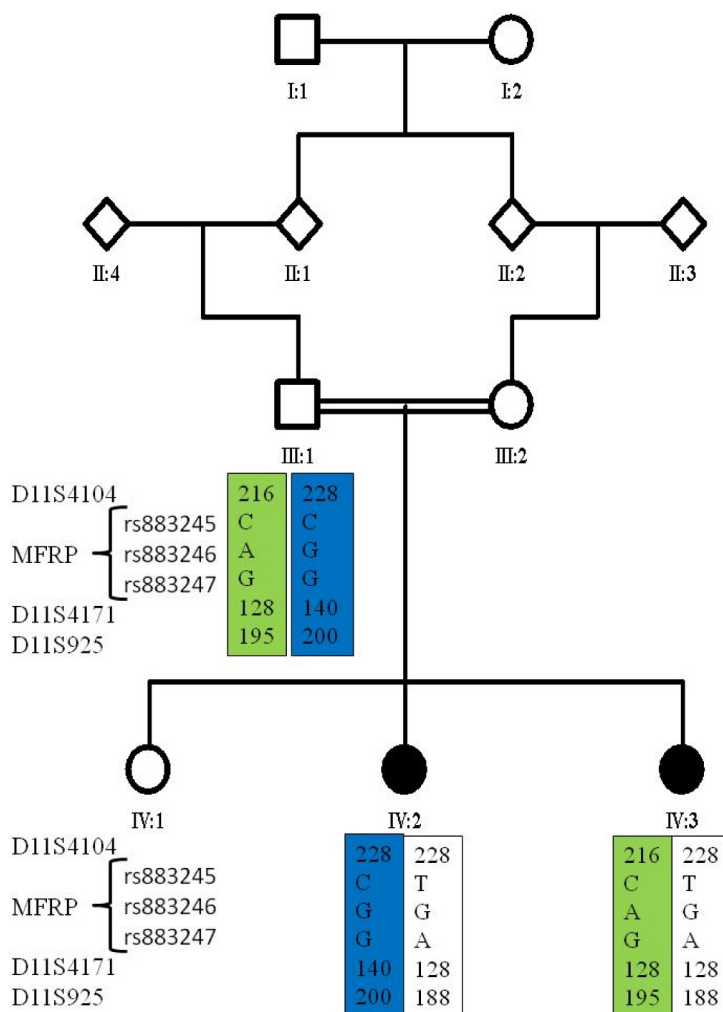 I:1 I:2
II:4 II:1 II:2 II:3
III:1 III:2
D11S4104 216 228
rs883245 C C
MFRP rs883246 A G
rs883247 G G
D11S4171 128 140
D11S925 195 200
IV:1 IV:2 IV:3
D11S4104 228 228 216 228
rs883245 C T C T
MFRP rs883246 G G A G
rs883247 G A G A
D11S4171 140 128 128 128
D11S925 200 188 195 188